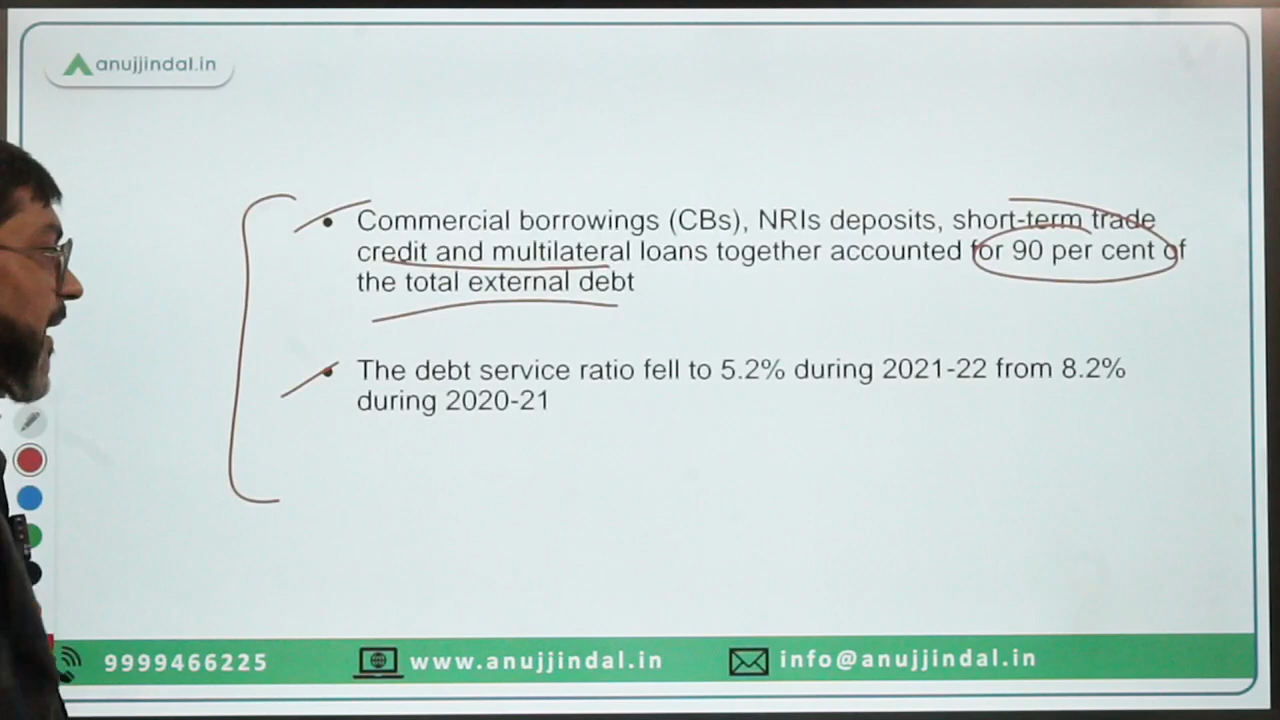 anujjindal.in
Commercial borrowings (CBs), NRIs deposits, short-term trade
credit and multilateral loans together accounted for 90 per cent of
the total external debt
The debt service ratio fell to 5.2% during 2021-22 from 8.2%
during 2020-21
9999466225 www.anujjindal.in info@anujjindal.in